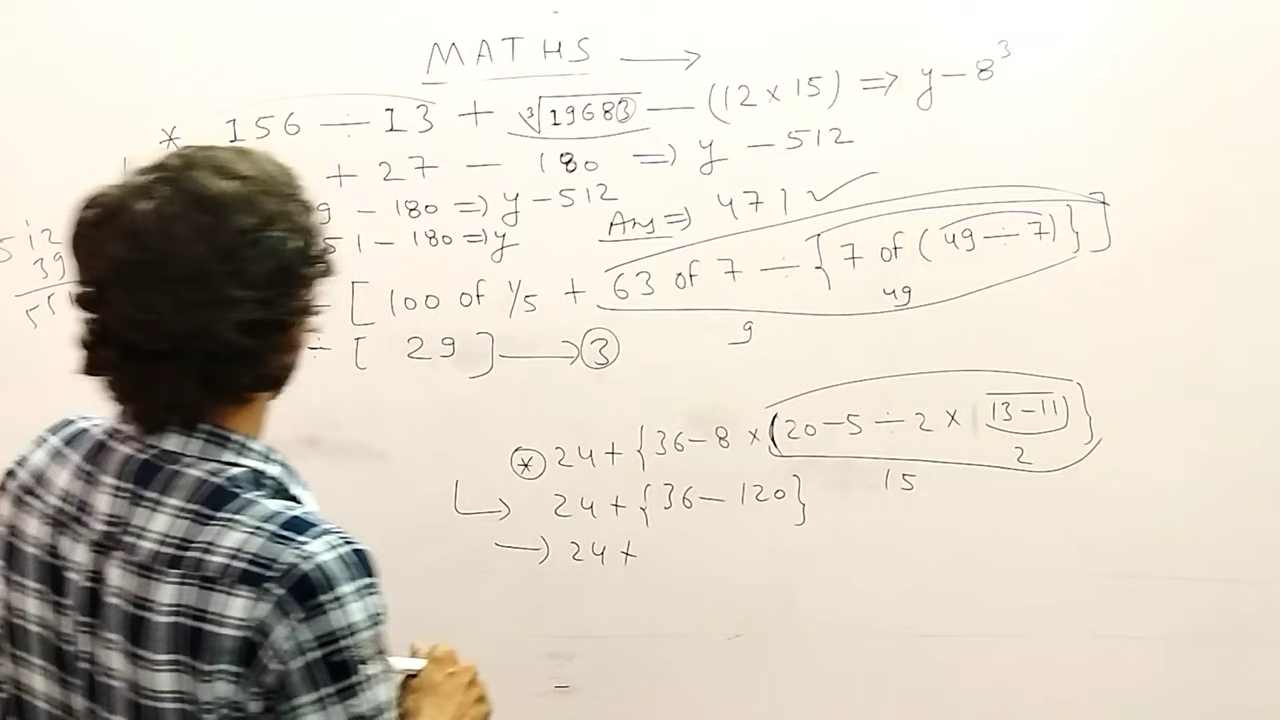 MATHS →
* 156 ÷ 13 + ∛19683 — (12 × 15) => y – 8³
+ 27 — 180 => y – 512
9 – 180 => y – 512
51 – 180 => y
Ans => 471 ✓
[100 of 1/5 + 63 of 7 ÷ {7 of (49 ÷ 7)}]
49
9
÷ [ 29 ] → ③
12
39
* 24 + {36 – 8 × (20 – 5 ÷ 2 × 13 – 11)}
2
15
↳ 24 + {36 – 120}
→ 24 +